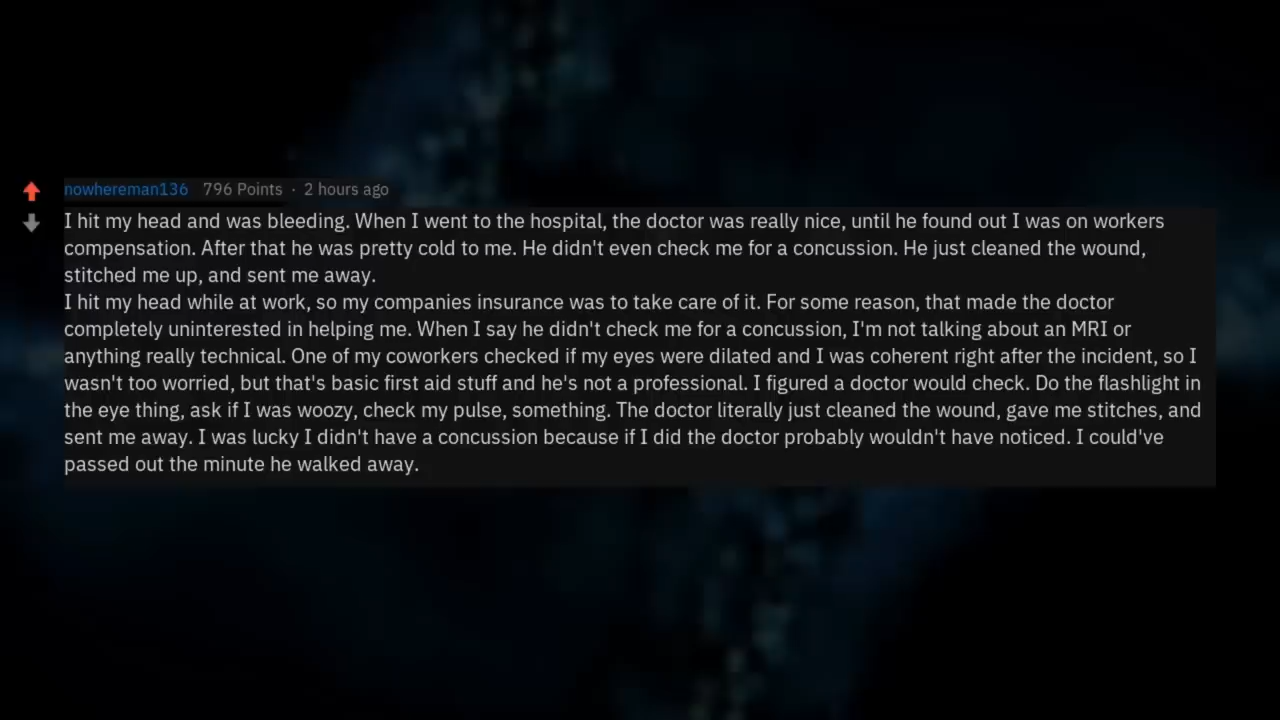 nowhereman136 796 Points · 2 hours ago
I hit my head and was bleeding. When I went to the hospital, the doctor was really nice, until he found out I was on workers
compensation. After that he was pretty cold to me. He didn't even check me for a concussion. He just cleaned the wound,
stitched me up, and sent me away.
I hit my head while at work, so my companies insurance was to take care of it. For some reason, that made the doctor
completely uninterested in helping me. When I say he didn't check me for a concussion, I'm not talking about an MRI or
anything really technical. One of my coworkers checked if my eyes were dilated and I was coherent right after the incident, so I
wasn't too worried, but that's basic first aid stuff and he's not a professional. I figured a doctor would check. Do the flashlight in
the eye thing, ask if I was woozy, check my pulse, something. The doctor literally just cleaned the wound, gave me stitches, and
sent me away. I was lucky I didn't have a concussion because if I did the doctor probably wouldn't have noticed. I could've
passed out the minute he walked away.